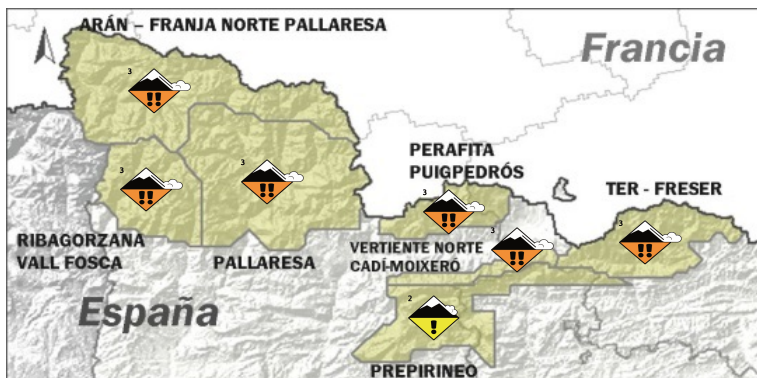 ARÁN – FRANJA NORTE PALLARESA
Francia
3
3
3
PERAFITA
PUIGPEDRÓS
3
TER - FRESER
3
RIBAGORZANA
VALL FOSCA
PALLARESA
VERTIENTE NORTE
CADÍ-MOIXERÓ
3
España
2
PREPIRINEO